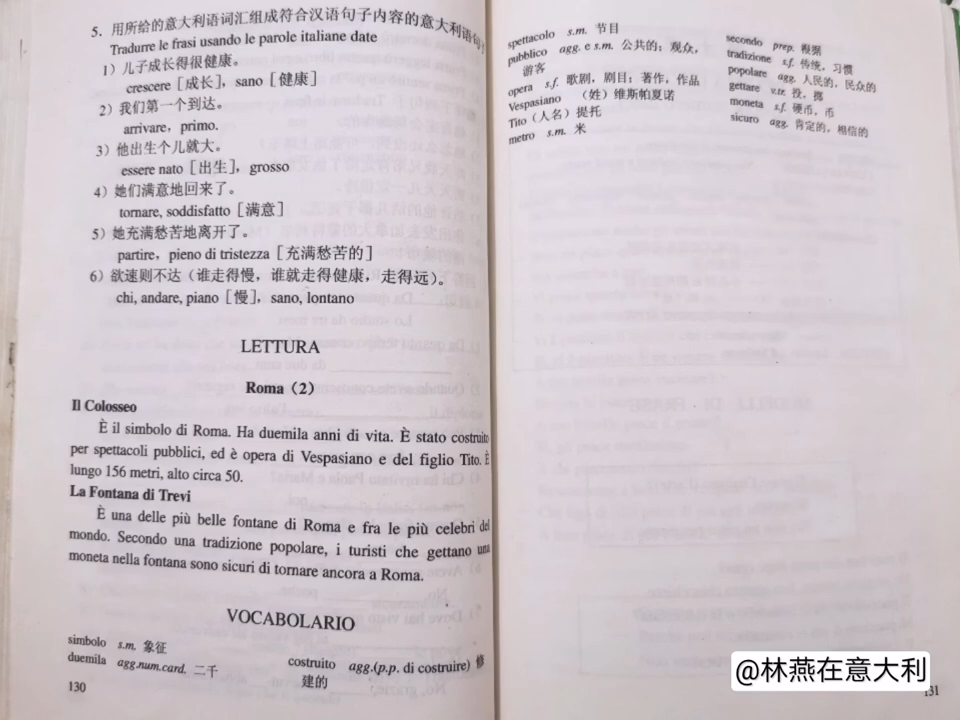 5. 用所给的意大利语词汇组成符合汉语句子内容的意大利语句
Tradurre le frasi usando le parole italiane date
1）儿子成长得很健康。
crescere［成长］，sano［健康］
2）我们第一个到达。
arrivare，primo.
3）他出生个儿就大。
essere nato［出生］，grosso
4）她们满意地回来了。
tornare, soddisfatto［满意］
5）她充满愁苦地离开了。
partire，pieno di tristezza［充满愁苦的］
6）欲速则不达（谁走得慢，谁就走得健康，走得远）。
chi, andare, piano［慢］，sano, lontano
LETTURA
Roma（2）
Il Colosseo
È il simbolo di Roma. Ha duemila anni di vita. È stato costruito
per spettacoli pubblici, ed è opera di Vespasiano e del figlio Tito. È
lungo 156 metri, alto circa 50.
La Fontana di Trevi
È una delle più belle fontane di Roma e fra le più celebri del
mondo. Secondo una tradizione popolare, i turisti che gettano una
moneta nella fontana sono sicuri di tornare ancora a Roma.
VOCABOLARIO
simbolo s.m. 象征
duemila agg.num.card. 二千
costruito agg.(p.p. di costruire) 修
建的
130
spettacolo s.m. 节目
pubblico agg. e s.m. 公共的；观众，
游客
opera s.f. 歌剧，剧目；著作，作品
Vespasiano （姓）维斯帕夏诺
Tito（人名）提托
metro s.m. 米
secondo prep. 根据
tradizione s.f. 传统，习惯
popolare agg. 人民的，民众的
gettare v.tr. 投，掷
moneta s.f. 硬币，币
sicuro agg. 肯定的，相信的
131
@林燕在意大利